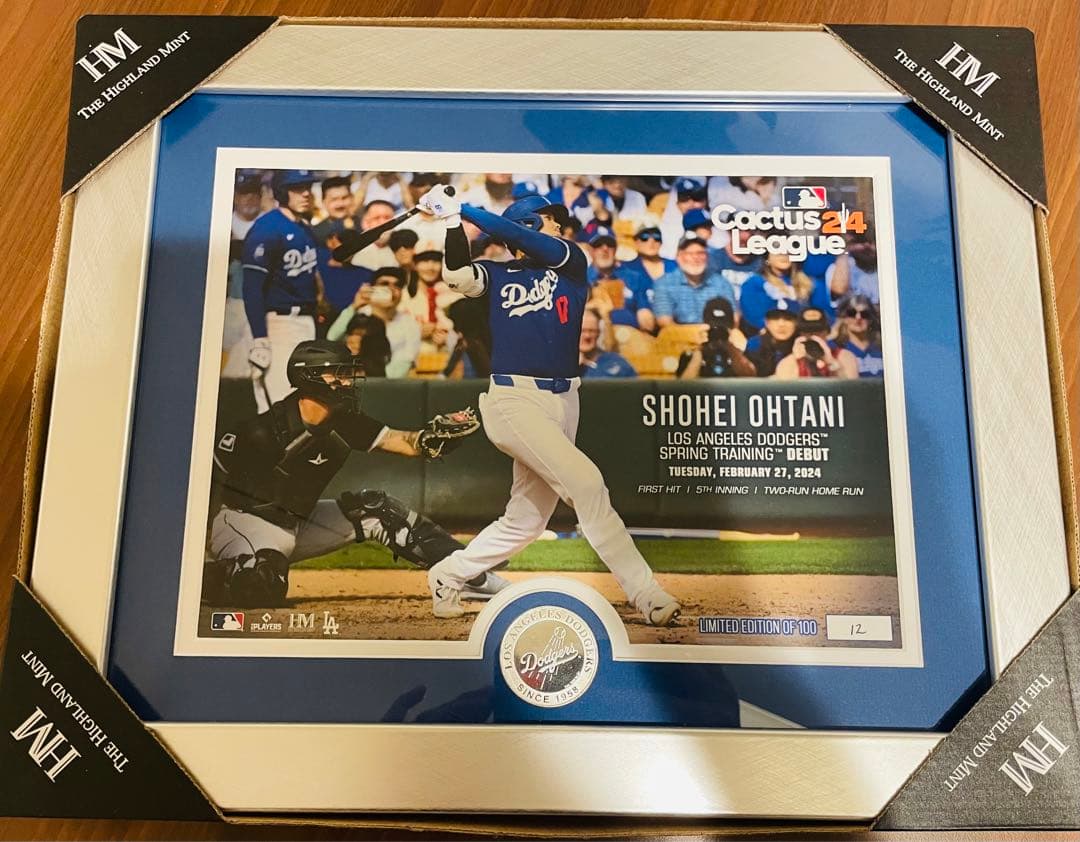 HM
THE HIGHLAND MINT
HM
THE HIGHLAND MINT
Cactus 24
League™
Dodgers
Dodgers
17
SHOHEI OHTANI
LOS ANGELES DODGERS™
SPRING TRAINING™ DEBUT
TUESDAY, FEBRUARY 27, 2024
FIRST HIT | 5TH INNING | TWO-RUN HOME RUN
PLAYERS
HM
LA
LIMITED EDITION OF 100
12
LOS ANGELES DODGERS
Dodgers
SINCE 1958
HM
THE HIGHLAND MINT
HM
THE HIGHLAND MINT